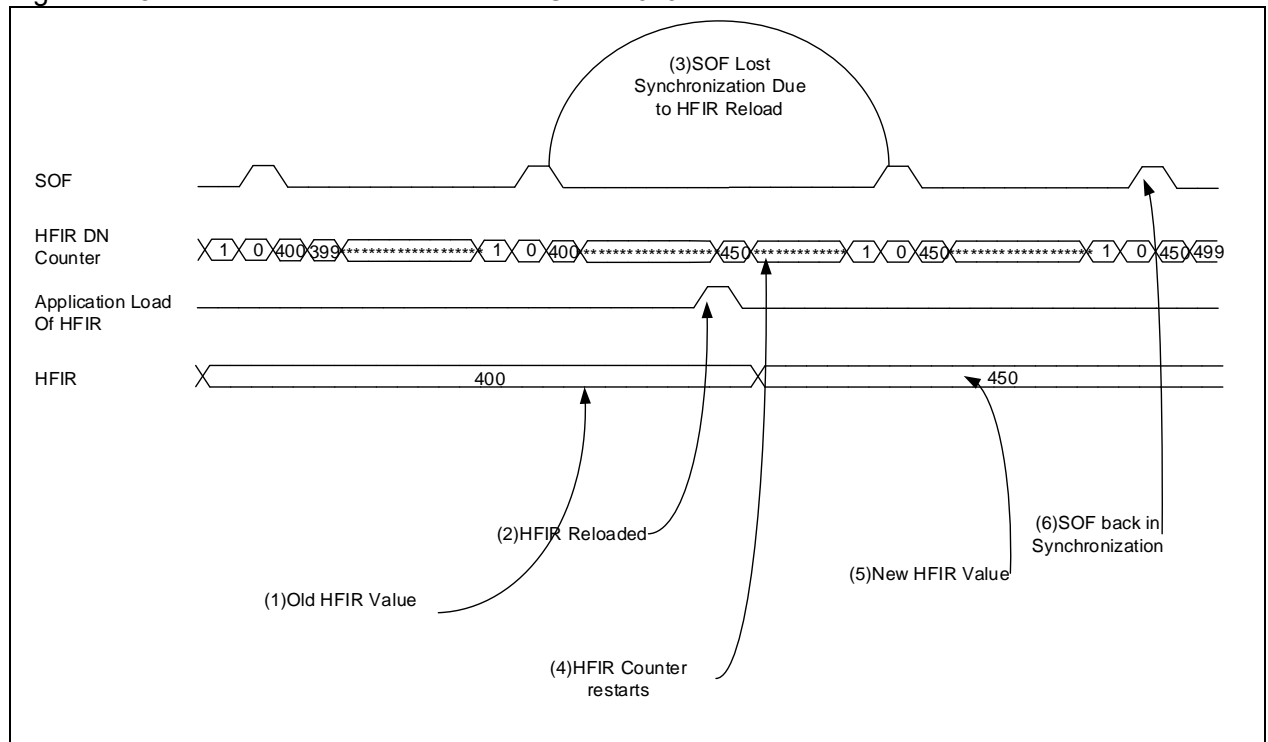 (3)SOF Lost
Synchronization Due
to HFIR Reload
SOF
HFIR DN
Counter
1 0 400 399 ****************** 1 0 400 ****************** 450 ************ 1 0 450 ****************** 1 0 450 499
Application Load
Of HFIR
HFIR
400 450
(2)HFIR Reloaded
(6)SOF back in
Synchronization
(5)New HFIR Value
(1)Old HFIR Value
(4)HFIR Counter
restarts